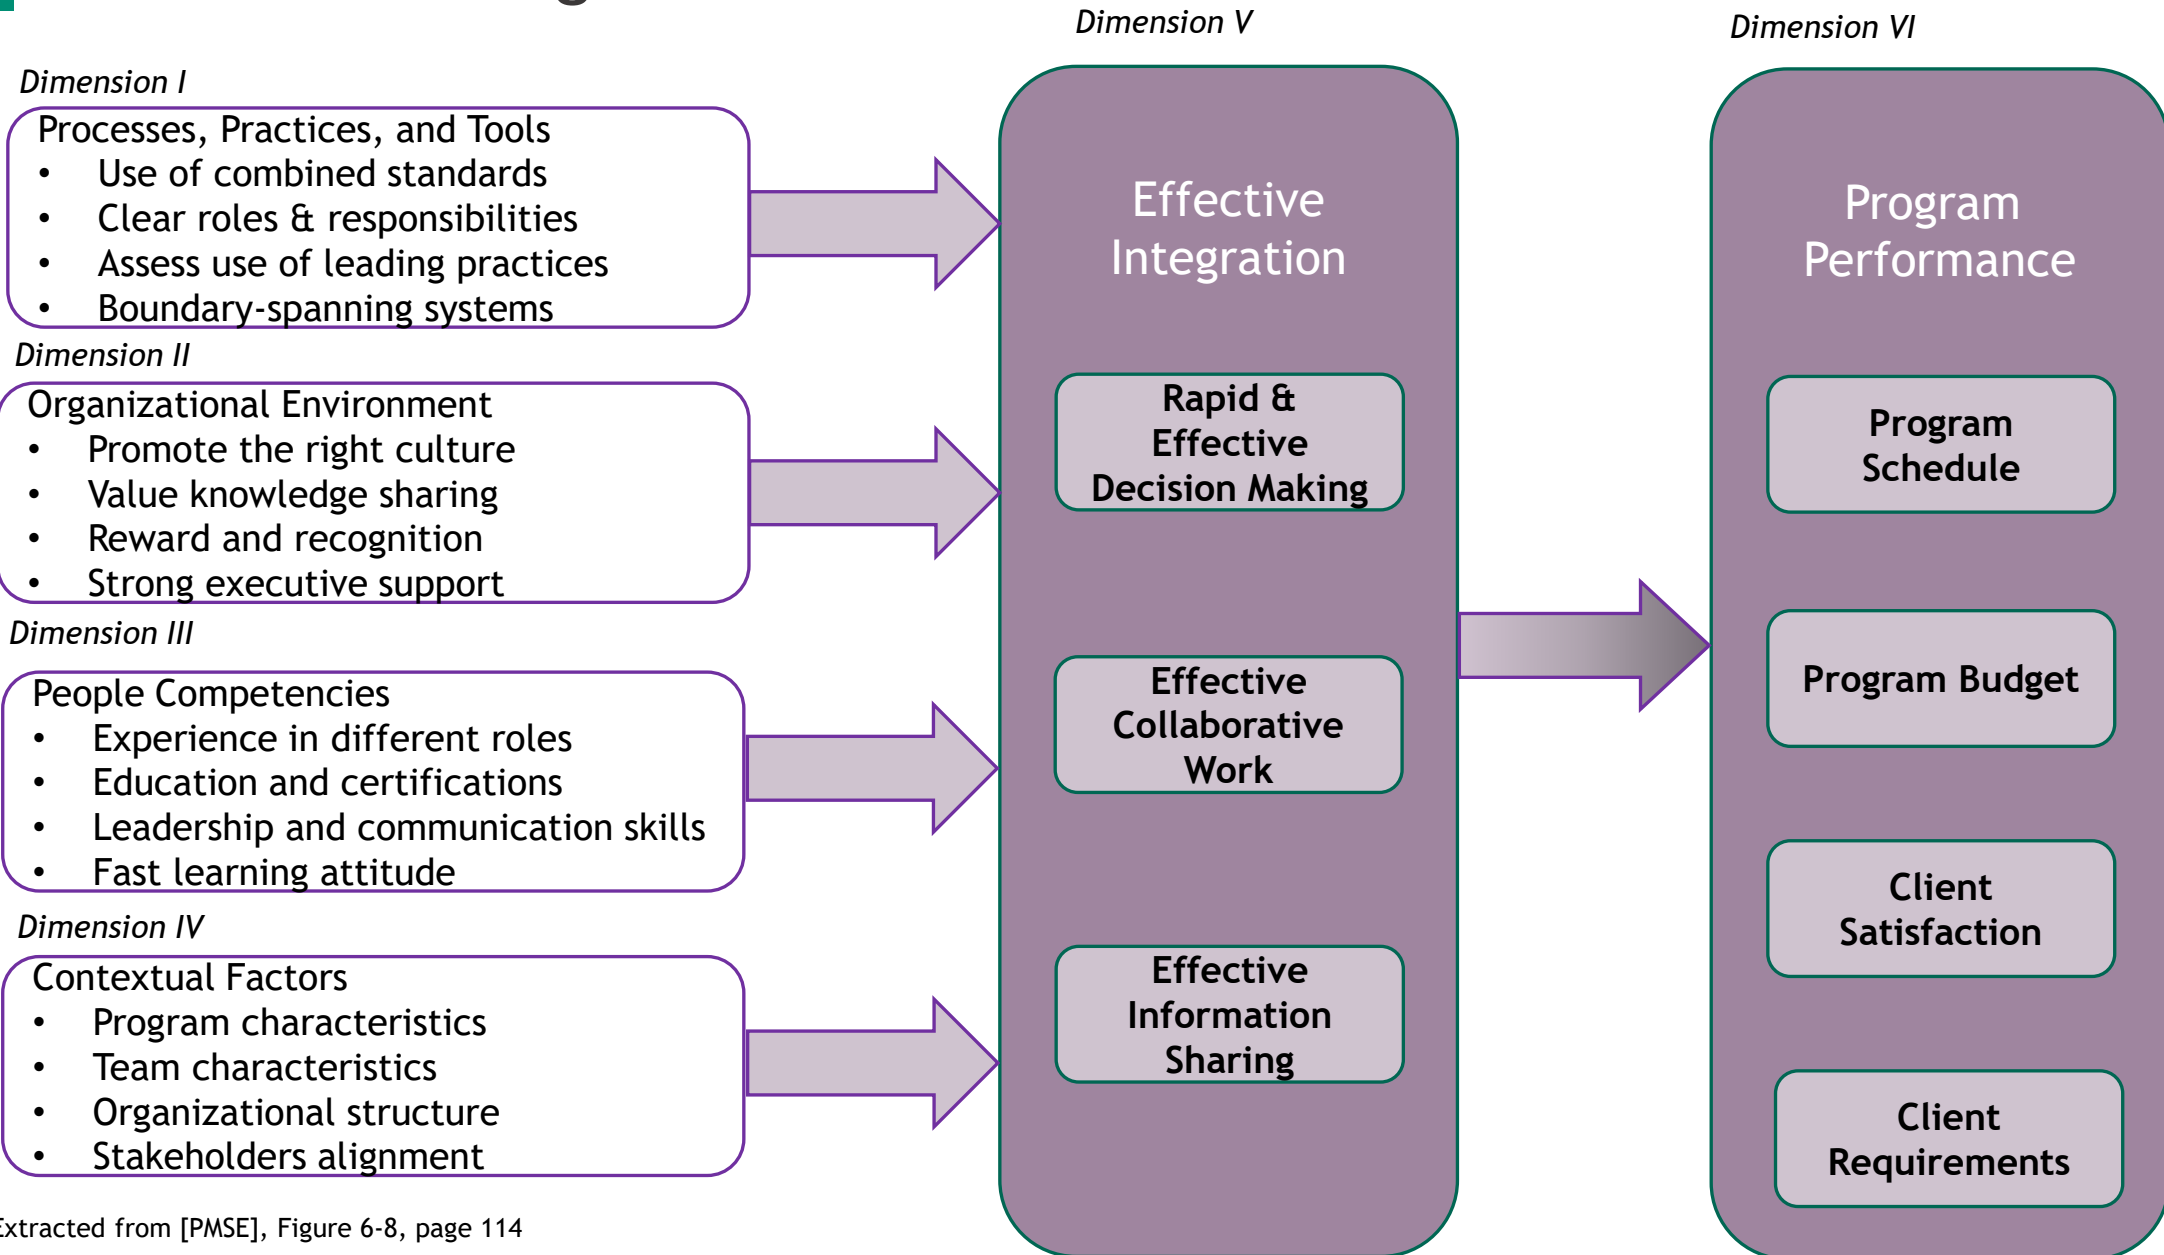 Dimension I
Processes, Practices, and Tools
• Use of combined standards
• Clear roles & responsibilities
• Assess use of leading practices
• Boundary-spanning systems
Dimension II
Organizational Environment
• Promote the right culture
• Value knowledge sharing
• Reward and recognition
• Strong executive support
Dimension III
People Competencies
• Experience in different roles
• Education and certifications
• Leadership and communication skills
• Fast learning attitude
Dimension IV
Contextual Factors
• Program characteristics
• Team characteristics
• Organizational structure
• Stakeholders alignment
Dimension V
Effective
Integration
Rapid &
Effective
Decision Making
Effective
Collaborative
Work
Effective
Information
Sharing
Dimension VI
Program
Performance
Program
Schedule
Program Budget
Client
Satisfaction
Client
Requirements
Extracted from [PMSE], Figure 6-8, page 114